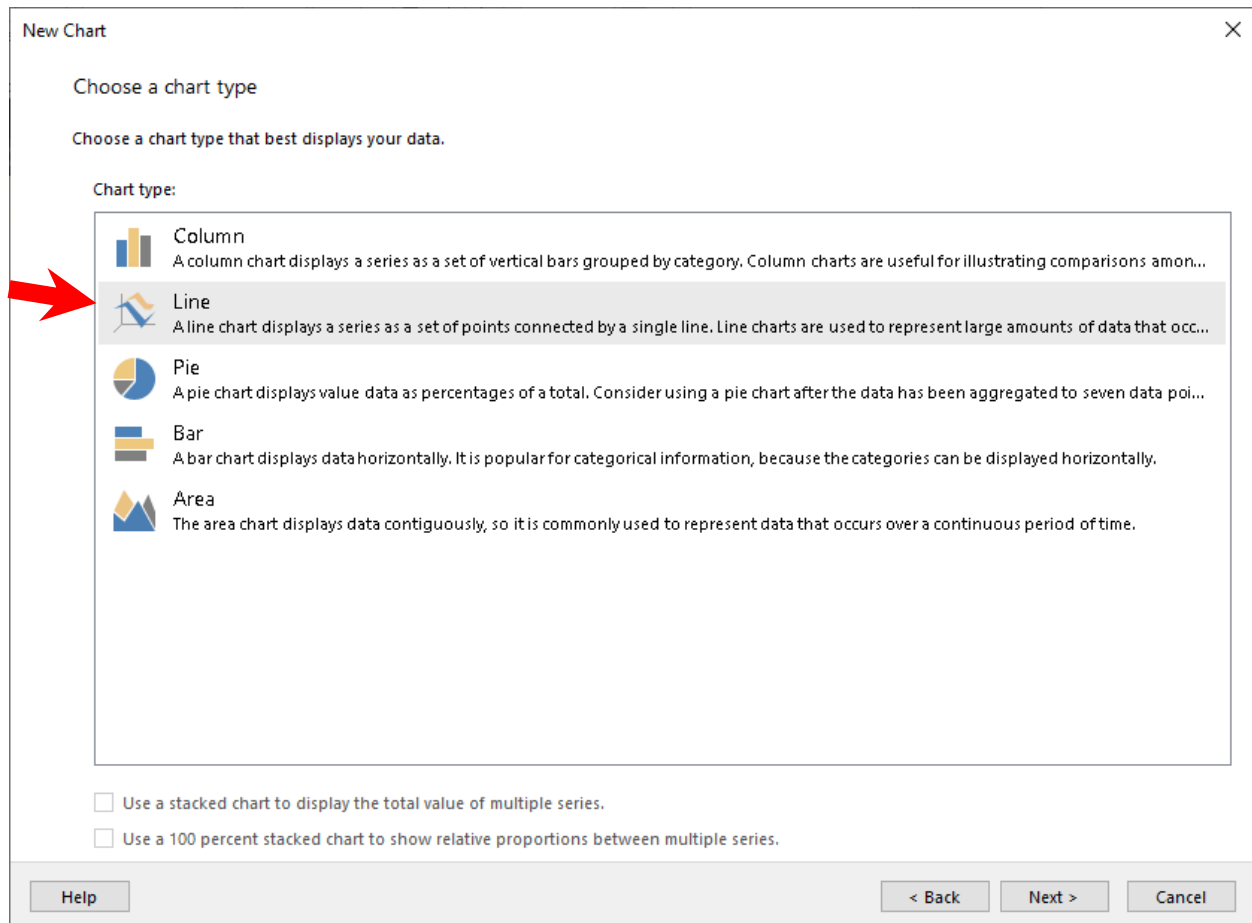 New Chart
Choose a chart type
Choose a chart type that best displays your data.
Chart type:
Column
A column chart displays a series as a set of vertical bars grouped by category. Column charts are useful for illustrating comparisons amon...
Line
A line chart displays a series as a set of points connected by a single line. Line charts are used to represent large amounts of data that occ...
Pie
A pie chart displays value data as percentages of a total. Consider using a pie chart after the data has been aggregated to seven data poi...
Bar
A bar chart displays data horizontally. It is popular for categorical information, because the categories can be displayed horizontally.
Area
The area chart displays data contiguously, so it is commonly used to represent data that occurs over a continuous period of time.
Use a stacked chart to display the total value of multiple series.
Use a 100 percent stacked chart to show relative proportions between multiple series.
Help < Back Next > Cancel